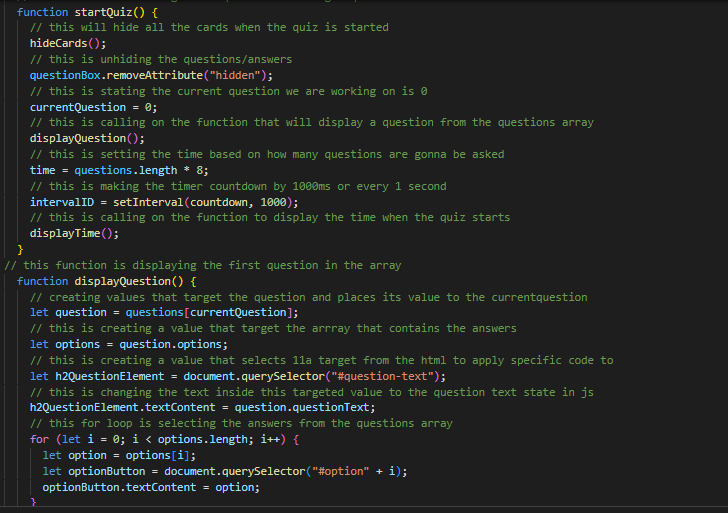 function startQuiz() {
// this will hide all the cards when the quiz is started
hideCards();
// this is unhiding the questions/answers
questionBox.removeAttribute("hidden");
// this is stating the current question we are working on is 0
currentQuestion = 0;
// this is calling on the function that will display a question from the questions array
displayQuestion();
// this is setting the time based on how many questions are gonna be asked
time = questions.length * 8;
// this is making the timer countdown by 1000ms or every 1 second
intervalID = setInterval(countdown, 1000);
// this is calling on the function to display the time when the quiz starts
displayTime();
}
// this function is displaying the first question in the array
function displayQuestion() {
// creating values that target the question and places its value to the currentquestion
let question = questions[currentQuestion];
// this is creating a value that target the arrray that contains the answers
let options = question.options;
// this is creating a value that selects 11a target from the html to apply specific code to
let h2QuestionElement = document.querySelector("#question-text");
// this is changing the text inside this targeted value to the question text state in js
h2QuestionElement.textContent = question.questionText;
// this for loop is selecting the answers from the questions array
for (let i = 0; i < options.length; i++) {
let option = options[i];
let optionButton = document.querySelector("#option" + i);
optionButton.textContent = option;
}